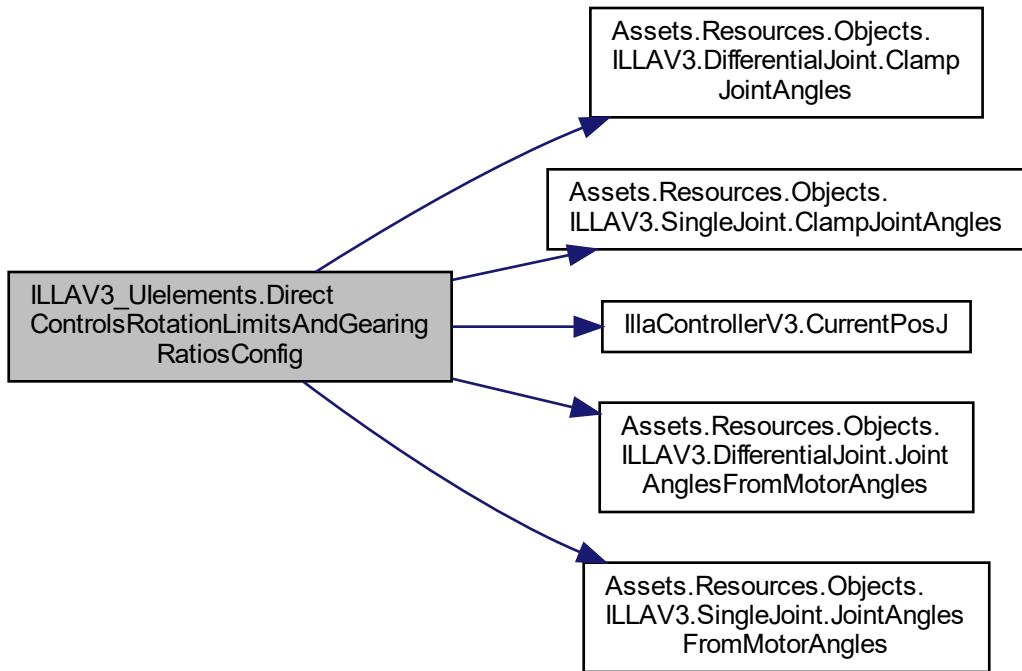 Assets.Resources.Objects.
ILLAV3.DifferentialJoint.Clamp
JointAngles
Assets.Resources.Objects.
ILLAV3.SingleJoint.ClampJointAngles
ILLAV3_UIelements.Direct
ControlsRotationLimitsAndGearing
RatiosConfig
IllaControllerV3.CurrentPosJ
Assets.Resources.Objects.
ILLAV3.DifferentialJoint.Joint
AnglesFromMotorAngles
Assets.Resources.Objects.
ILLAV3.SingleJoint.JointAngles
FromMotorAngles